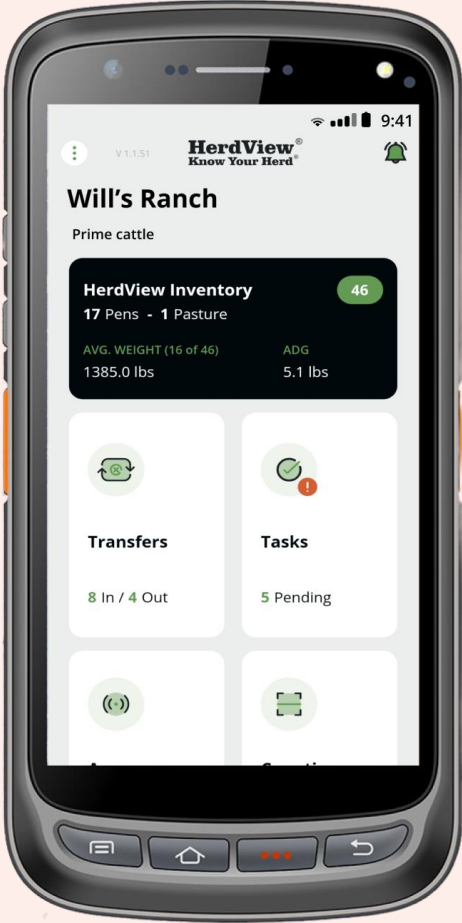 9:41
V 1.1.51
HerdView®
Know Your Herd®
Will's Ranch
Prime cattle
HerdView Inventory
46
17 Pens - 1 Pasture
AVG. WEIGHT (16 of 46)
ADG
1385.0 lbs
5.1 lbs
Transfers
Tasks
8 In / 4 Out
5 Pending